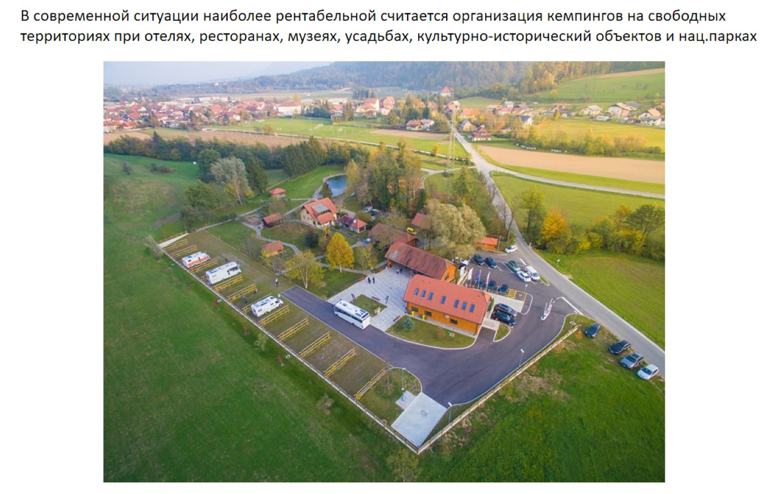 В современной ситуации наиболее рентабельной считается организация кемпингов на свободных
территориях при отелях, ресторанах, музеях, усадьбах, культурно-исторический объектов и нац.парках